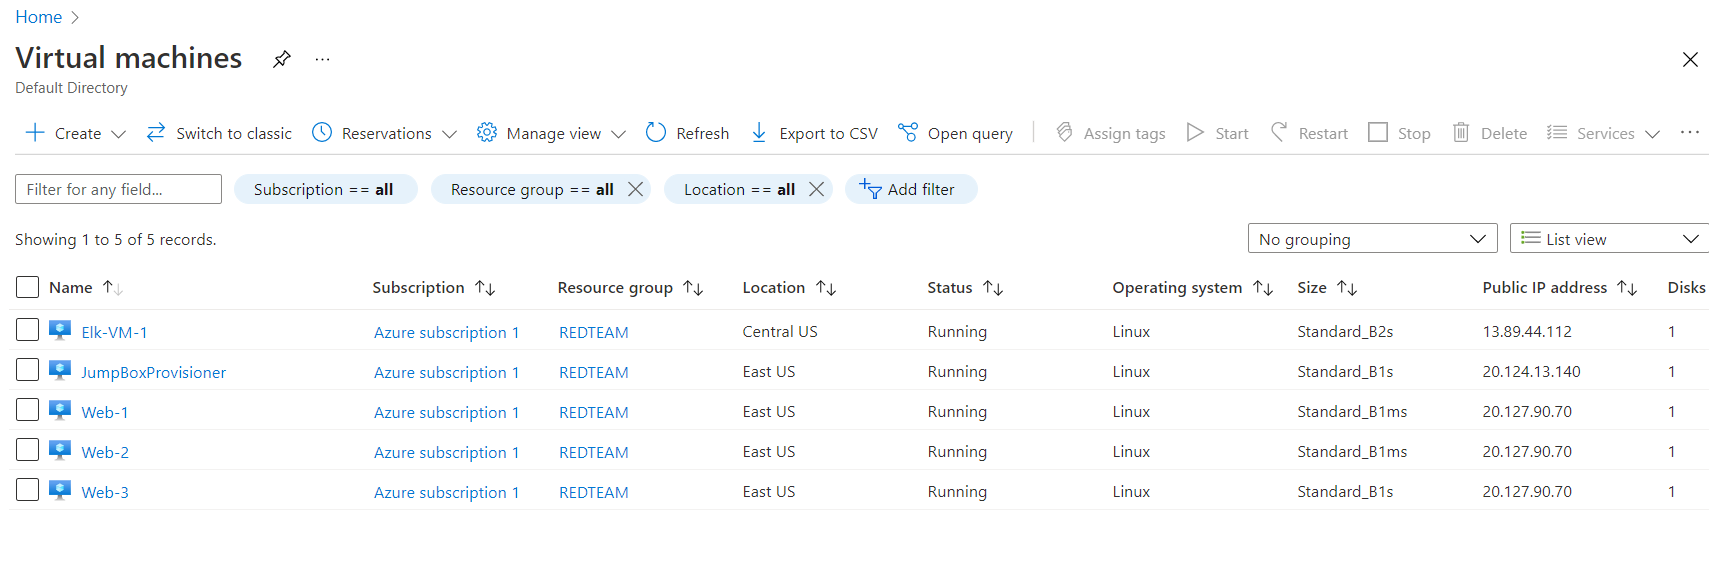 Home
Virtual machines ...
Default Directory
Create Switch to classic Reservations Manage view Refresh Export to CSV Open query Assign tags Start Restart Stop Delete Services ...
Filter for any field... Subscription == all Resource group == all Location == all Add filter
Showing 1 to 5 of 5 records. No grouping List view
Name Subscription Resource group Location Status Operating system Size Public IP address Disks
Elk-VM-1 Azure subscription 1 REDTEAM Central US Running Linux Standard_B2s 13.89.44.112 1
JumpBoxProvisioner Azure subscription 1 REDTEAM East US Running Linux Standard_B1s 20.124.13.140 1
Web-1 Azure subscription 1 REDTEAM East US Running Linux Standard_B1ms 20.127.90.70 1
Web-2 Azure subscription 1 REDTEAM East US Running Linux Standard_B1ms 20.127.90.70 1
Web-3 Azure subscription 1 REDTEAM East US Running Linux Standard_B1s 20.127.90.70 1